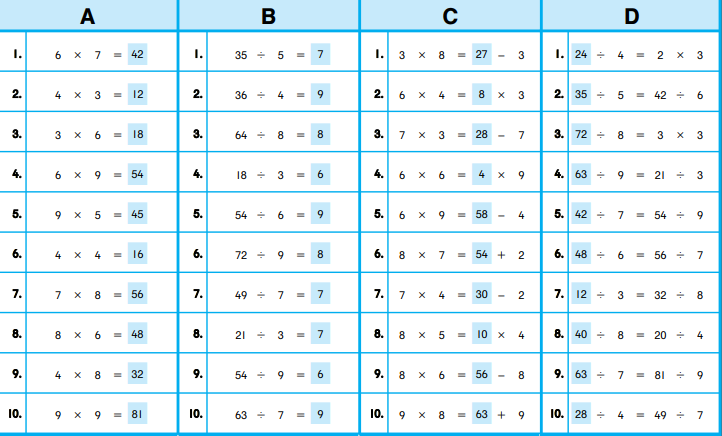 A B C D
1. 6 × 7 = 42 1. 35 ÷ 5 = 7 1. 3 × 8 = 27 − 3 1. 24 ÷ 4 = 2 × 3
2. 4 × 3 = 12 2. 36 ÷ 4 = 9 2. 6 × 4 = 8 × 3 2. 35 ÷ 5 = 42 ÷ 6
3. 3 × 6 = 18 3. 64 ÷ 8 = 8 3. 7 × 3 = 28 − 7 3. 72 ÷ 8 = 3 × 3
4. 6 × 9 = 54 4. 18 ÷ 3 = 6 4. 6 × 6 = 4 × 9 4. 63 ÷ 9 = 21 ÷ 3
5. 9 × 5 = 45 5. 54 ÷ 6 = 9 5. 6 × 9 = 58 − 4 5. 42 ÷ 7 = 54 ÷ 9
6. 4 × 4 = 16 6. 72 ÷ 9 = 8 6. 8 × 7 = 54 + 2 6. 48 ÷ 6 = 56 ÷ 7
7. 7 × 8 = 56 7. 49 ÷ 7 = 7 7. 7 × 4 = 30 − 2 7. 12 ÷ 3 = 32 ÷ 8
8. 8 × 6 = 48 8. 21 ÷ 3 = 7 8. 8 × 5 = 10 × 4 8. 40 ÷ 8 = 20 ÷ 4
9. 4 × 8 = 32 9. 54 ÷ 9 = 6 9. 8 × 6 = 56 − 8 9. 63 ÷ 7 = 81 ÷ 9
10. 9 × 9 = 81 10. 63 ÷ 7 = 9 10. 9 × 8 = 63 + 9 10. 28 ÷ 4 = 49 ÷ 7